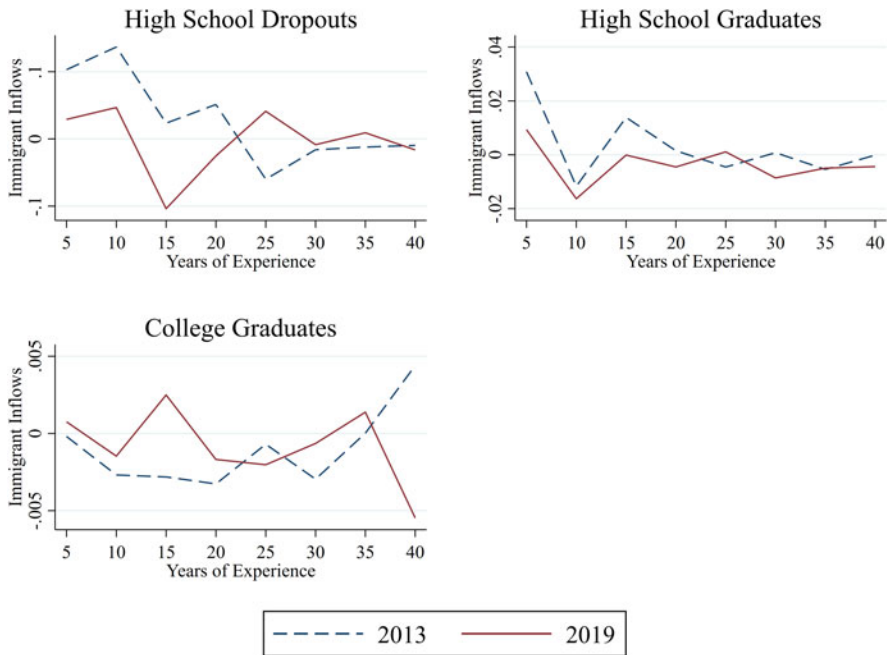 High School Dropouts
Immigrant Inflows
.1
0
-.1
5 10 15 20 25 30 35 40
Years of Experience
High School Graduates
Immigrant Inflows
.04
.02
0
-.02
5 10 15 20 25 30 35 40
Years of Experience
College Graduates
Immigrant Inflows
.005
0
-.005
5 10 15 20 25 30 35 40
Years of Experience
2013 2019